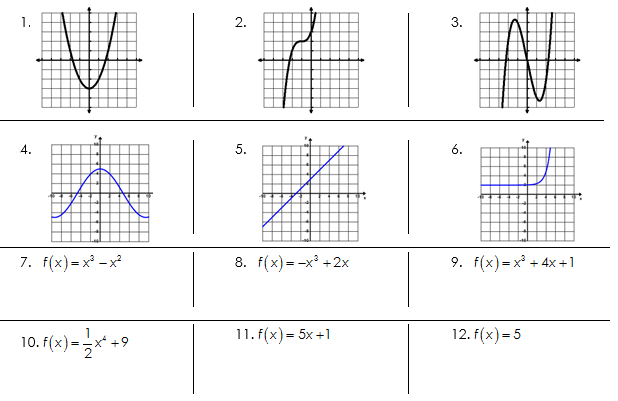 1. 2. 3.
4. 5. 6.
7. f(x)=x³ – x²
8. f(x)= –x³ +2x
9. f(x)= x³ + 4x +1
10. f(x)= 1/2 x⁴ +9
11. f(x)= 5x +1
12. f(x)= 5